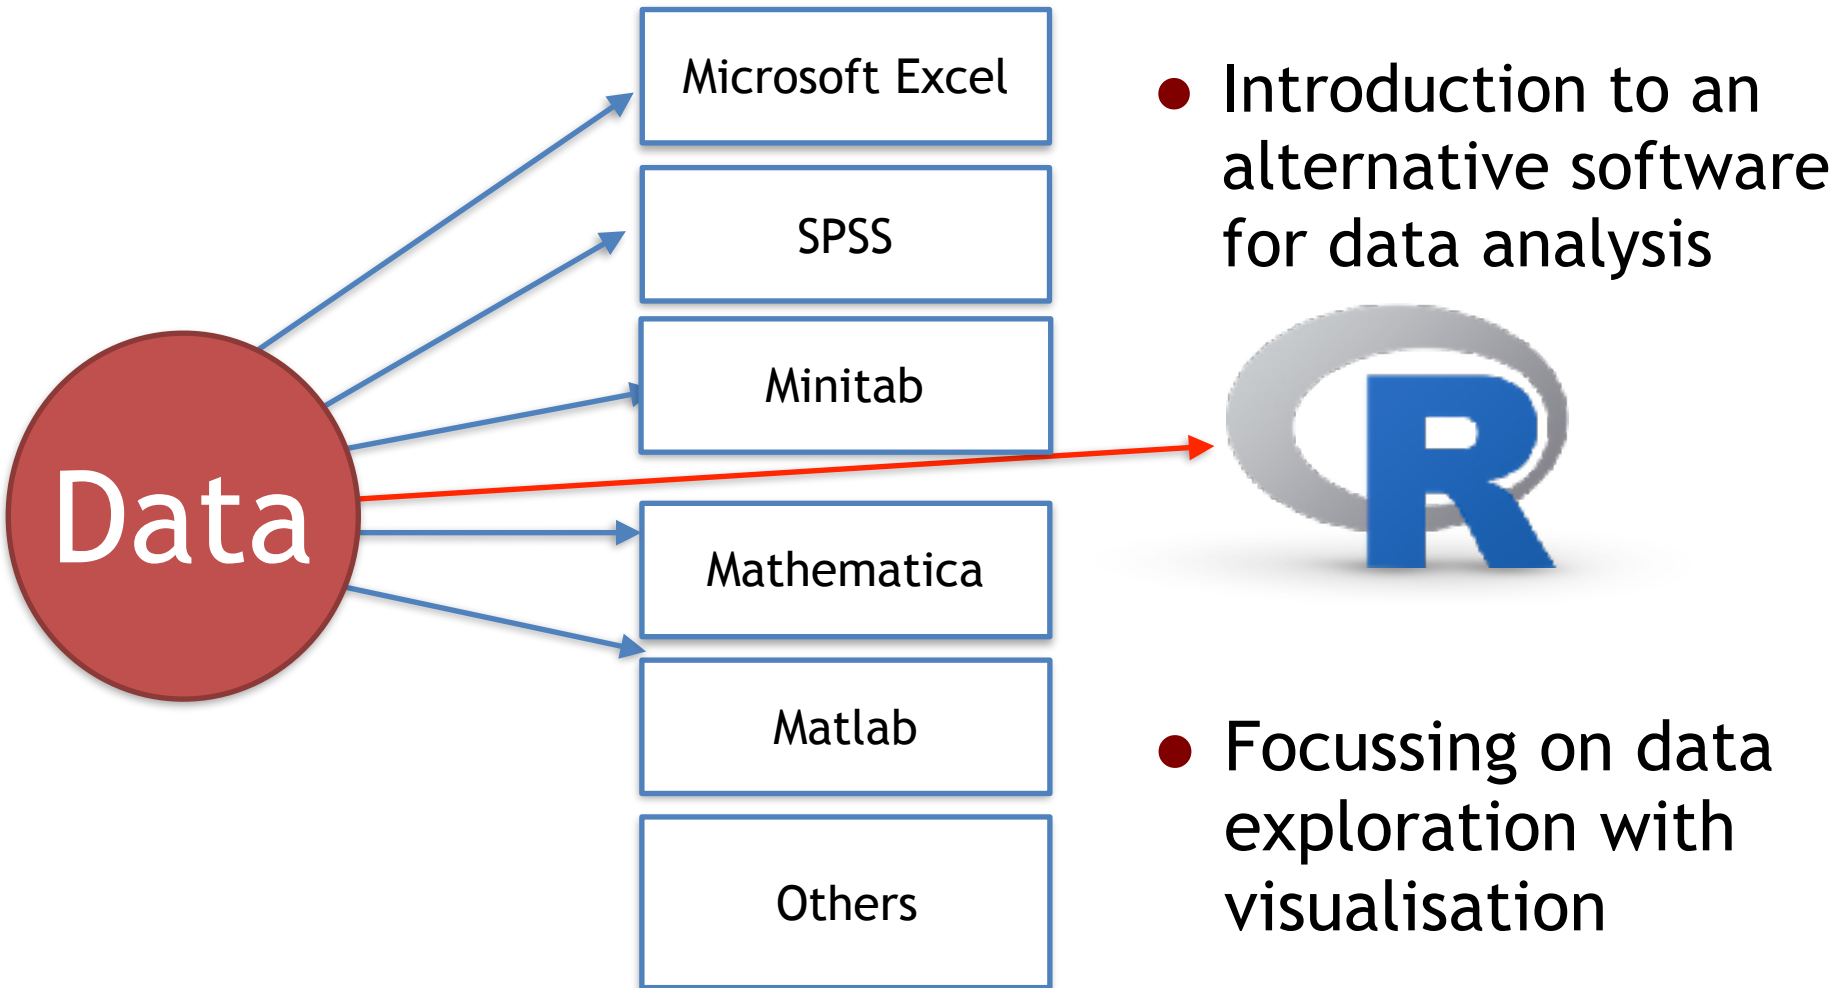 Data
Microsoft Excel
SPSS
Minitab
Mathematica
Matlab
Others
● Introduction to an
alternative software
for data analysis
R
● Focussing on data
exploration with
visualisation